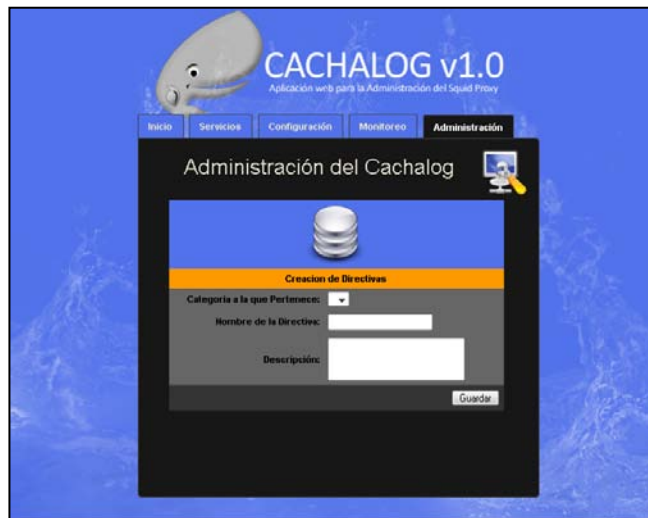 CACHALOG v1.0
Aplicación web para la Administración del Squid Proxy
Inicio Servicios Configuración Monitoreo Administración
Administración del Cachalog
Creacion de Directivas
Categoria a la que Pertenece:
Nombre de la Directiva:
Descripción:
Guardar